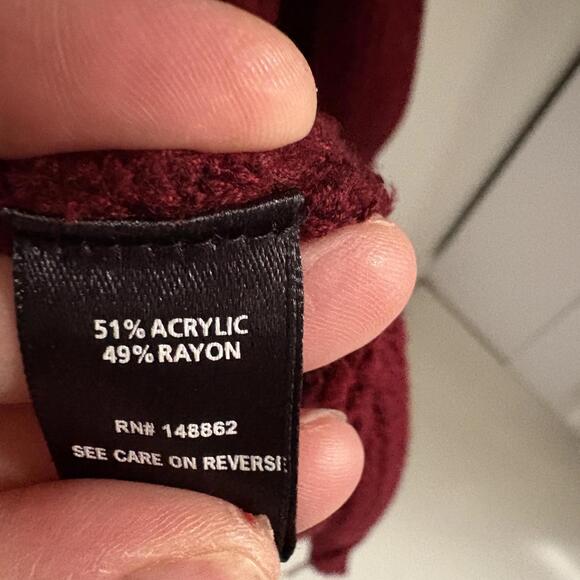 51% ACRYLIC
49% RAYON
RN# 148862
SEE CARE ON REVERSE